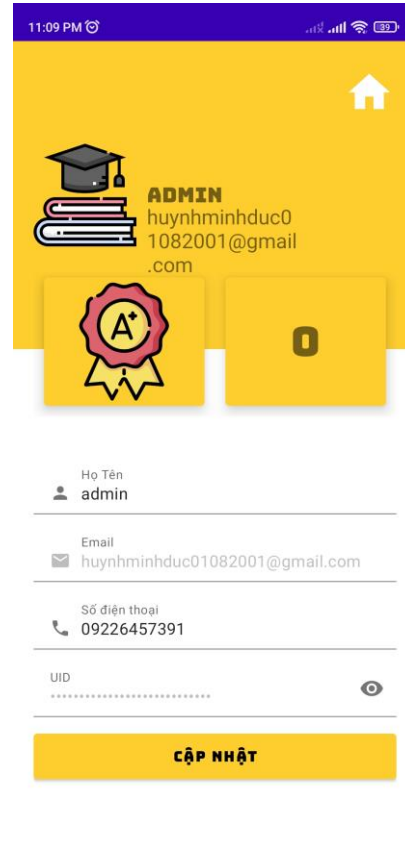 11:09 PM
39
ADMIN
huynhminhduc0
1082001@gmail
.com
A+
0
Họ Tên
admin
Email
huynhminhduc01082001@gmail.com
Số điện thoại
09226457391
UID
CẬP NHẬT